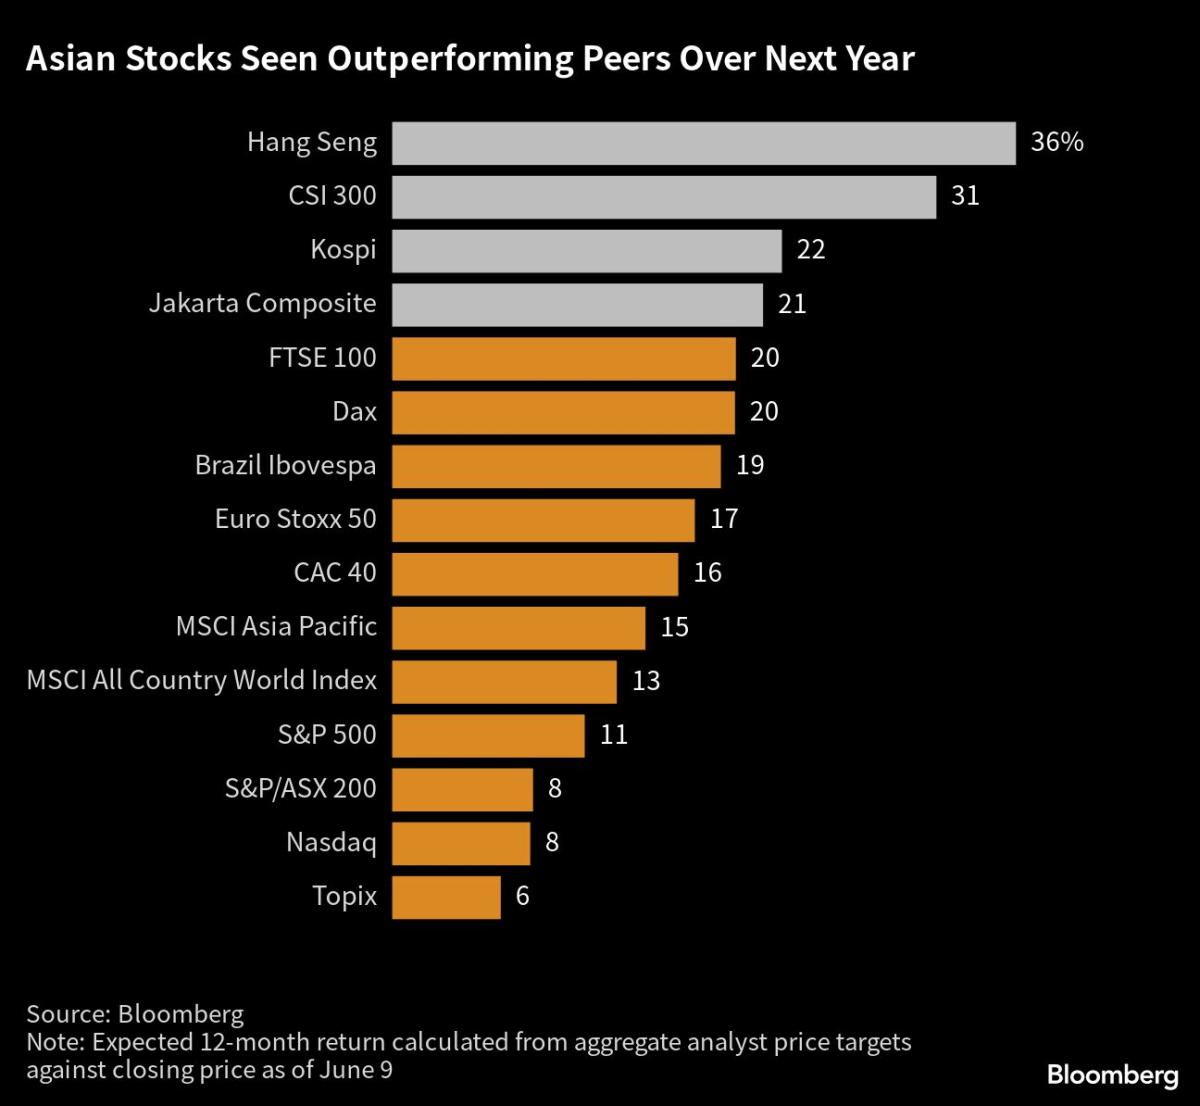 Asian Stocks Seen Outperforming Peers Over Next Year
Hang Seng 36%
CSI 300 31
Kospi 22
Jakarta Composite 21
FTSE 100 20
Dax 20
Brazil Ibovespa 19
Euro Stoxx 50 17
CAC 40 16
MSCI Asia Pacific 15
MSCI All Country World Index 13
S&P 500 11
S&P/ASX 200 8
Nasdaq 8
Topix 6
Source: Bloomberg
Note: Expected 12-month return calculated from aggregate analyst price targets
against closing price as of June 9
Bloomberg